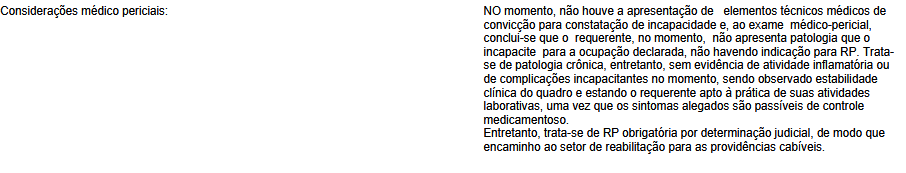 Considerações médico periciais:
NO momento, não houve a apresentação de elementos técnicos médicos de
convicção para constatação de incapacidade e, ao exame médico-pericial,
conclui-se que o requerente, no momento, não apresenta patologia que o
incapacite para a ocupação declarada, não havendo indicação para RP. Trata-
se de patologia crônica, entretanto, sem evidência de atividade inflamatória ou
de complicações incapacitantes no momento, sendo observado estabilidade
clínica do quadro e estando o requerente apto à prática de suas atividades
laborativas, uma vez que os sintomas alegados são passíveis de controle
medicamentoso.
Entretanto, trata-se de RP obrigatória por determinação judicial, de modo que
encaminho ao setor de reabilitação para as providências cabíveis.